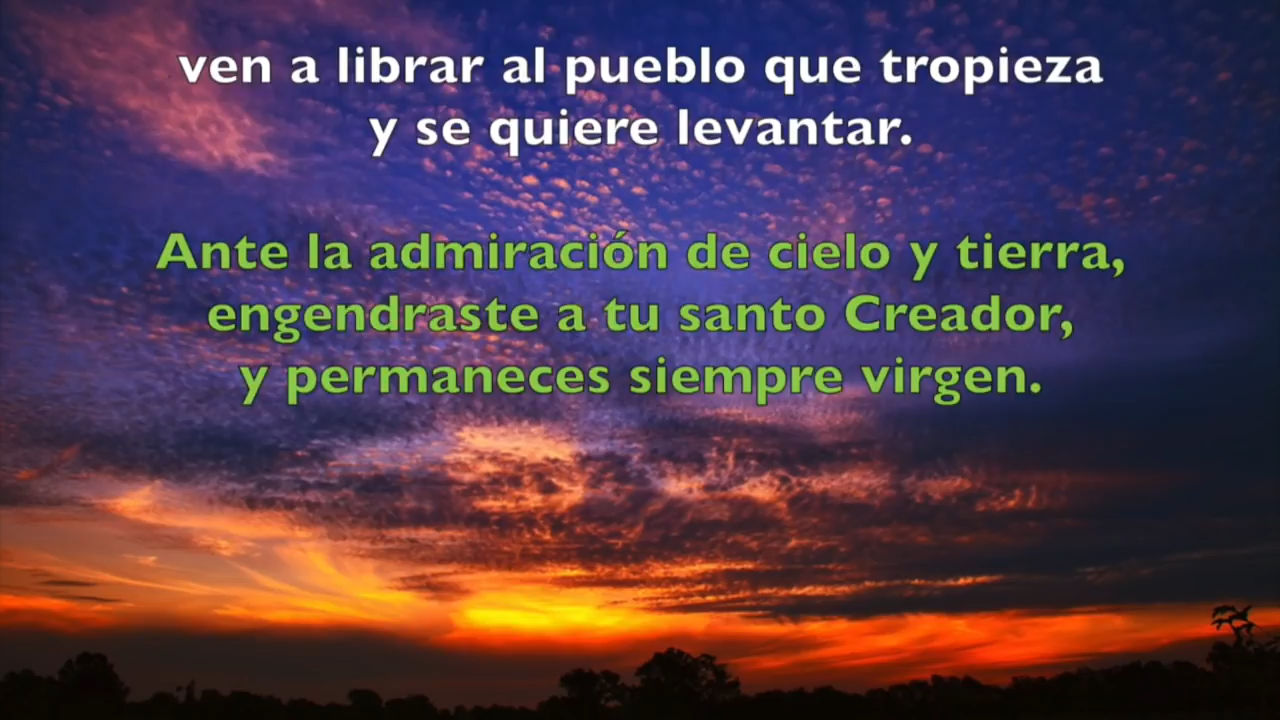 ven a librar al pueblo que tropieza
y se quiere levantar.
Ante la admiración de cielo y tierra,
engendraste a tu santo Creador,
y permaneces siempre virgen.